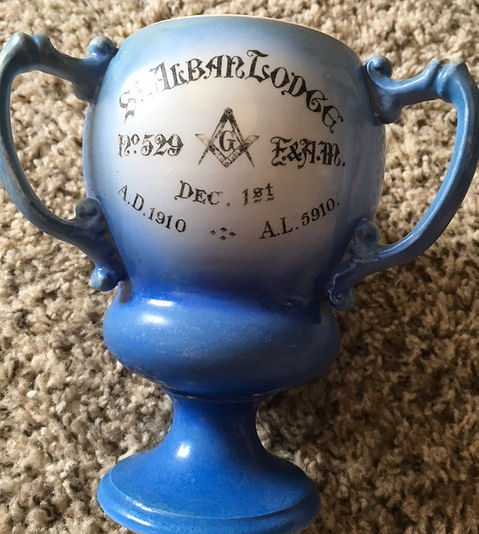 St. Alban Lodge
No. 529 G F.&A.M.
Dec. 1st
A.D. 1910 A.L. 5910.